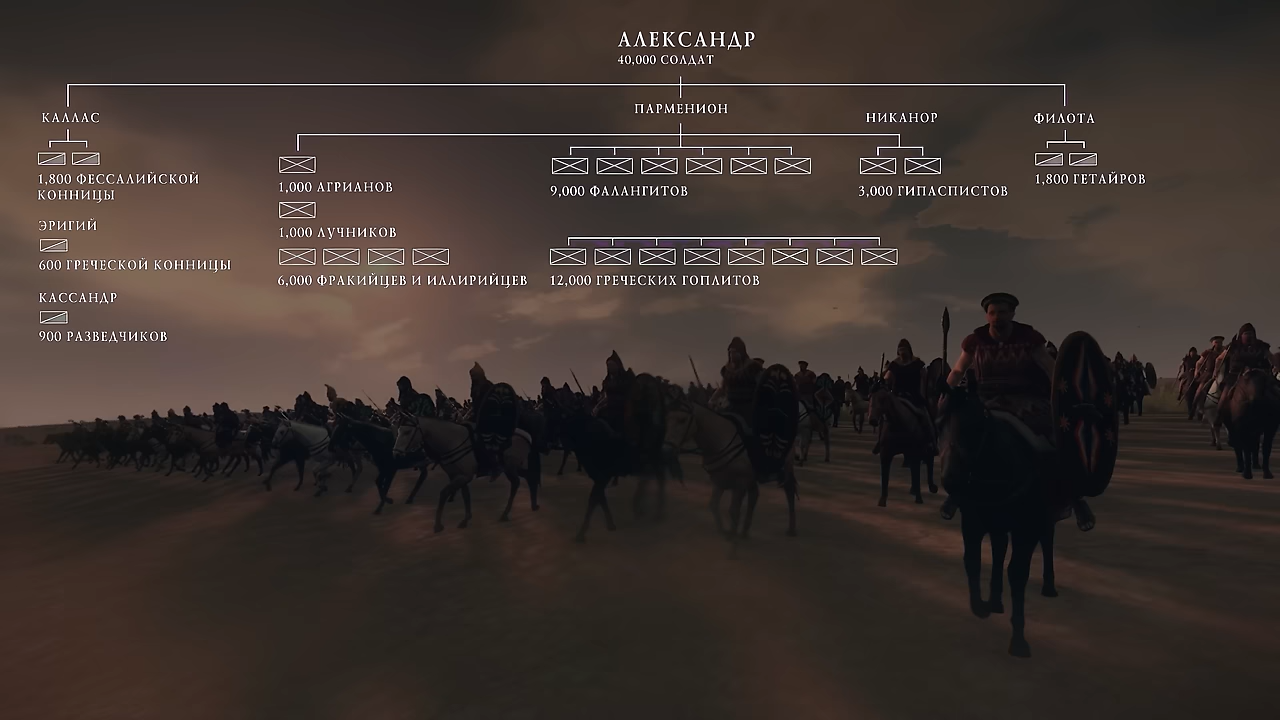 АЛЕКСАНДР
40,000 СОЛДАТ
КАЛЛАС
1,800 ФЕССАЛИЙСКОЙ
КОННИЦЫ
ЭРИГИЙ
600 ГРЕЧЕСКОЙ КОННИЦЫ
КАССАНДР
900 РАЗВЕДЧИКОВ
ПАРМЕНИОН
1,000 АГРИАНОВ
1,000 ЛУЧНИКОВ
6,000 ФРАКИЙЦЕВ И ИЛЛИРИЙЦЕВ
9,000 ФАЛАНГИТОВ
12,000 ГРЕЧЕСКИХ ГОПЛИТОВ
НИКАНОР
3,000 ГИПАСПИСТОВ
ФИЛОТА
1,800 ГЕТАЙРОВ